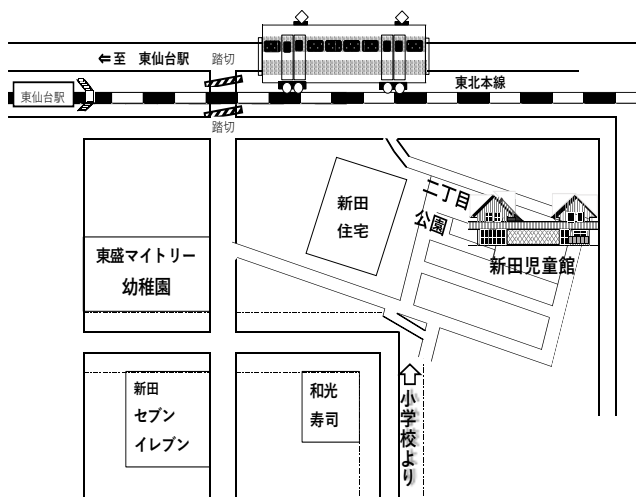 ⇐至 東仙台駅
踏切
東北本線
東仙台駅
踏切
二丁目
公園
新田
住宅
東盛マイトリー
幼稚園
新田児童館
新田
セブン
イレブン
和光
寿司
小学校より